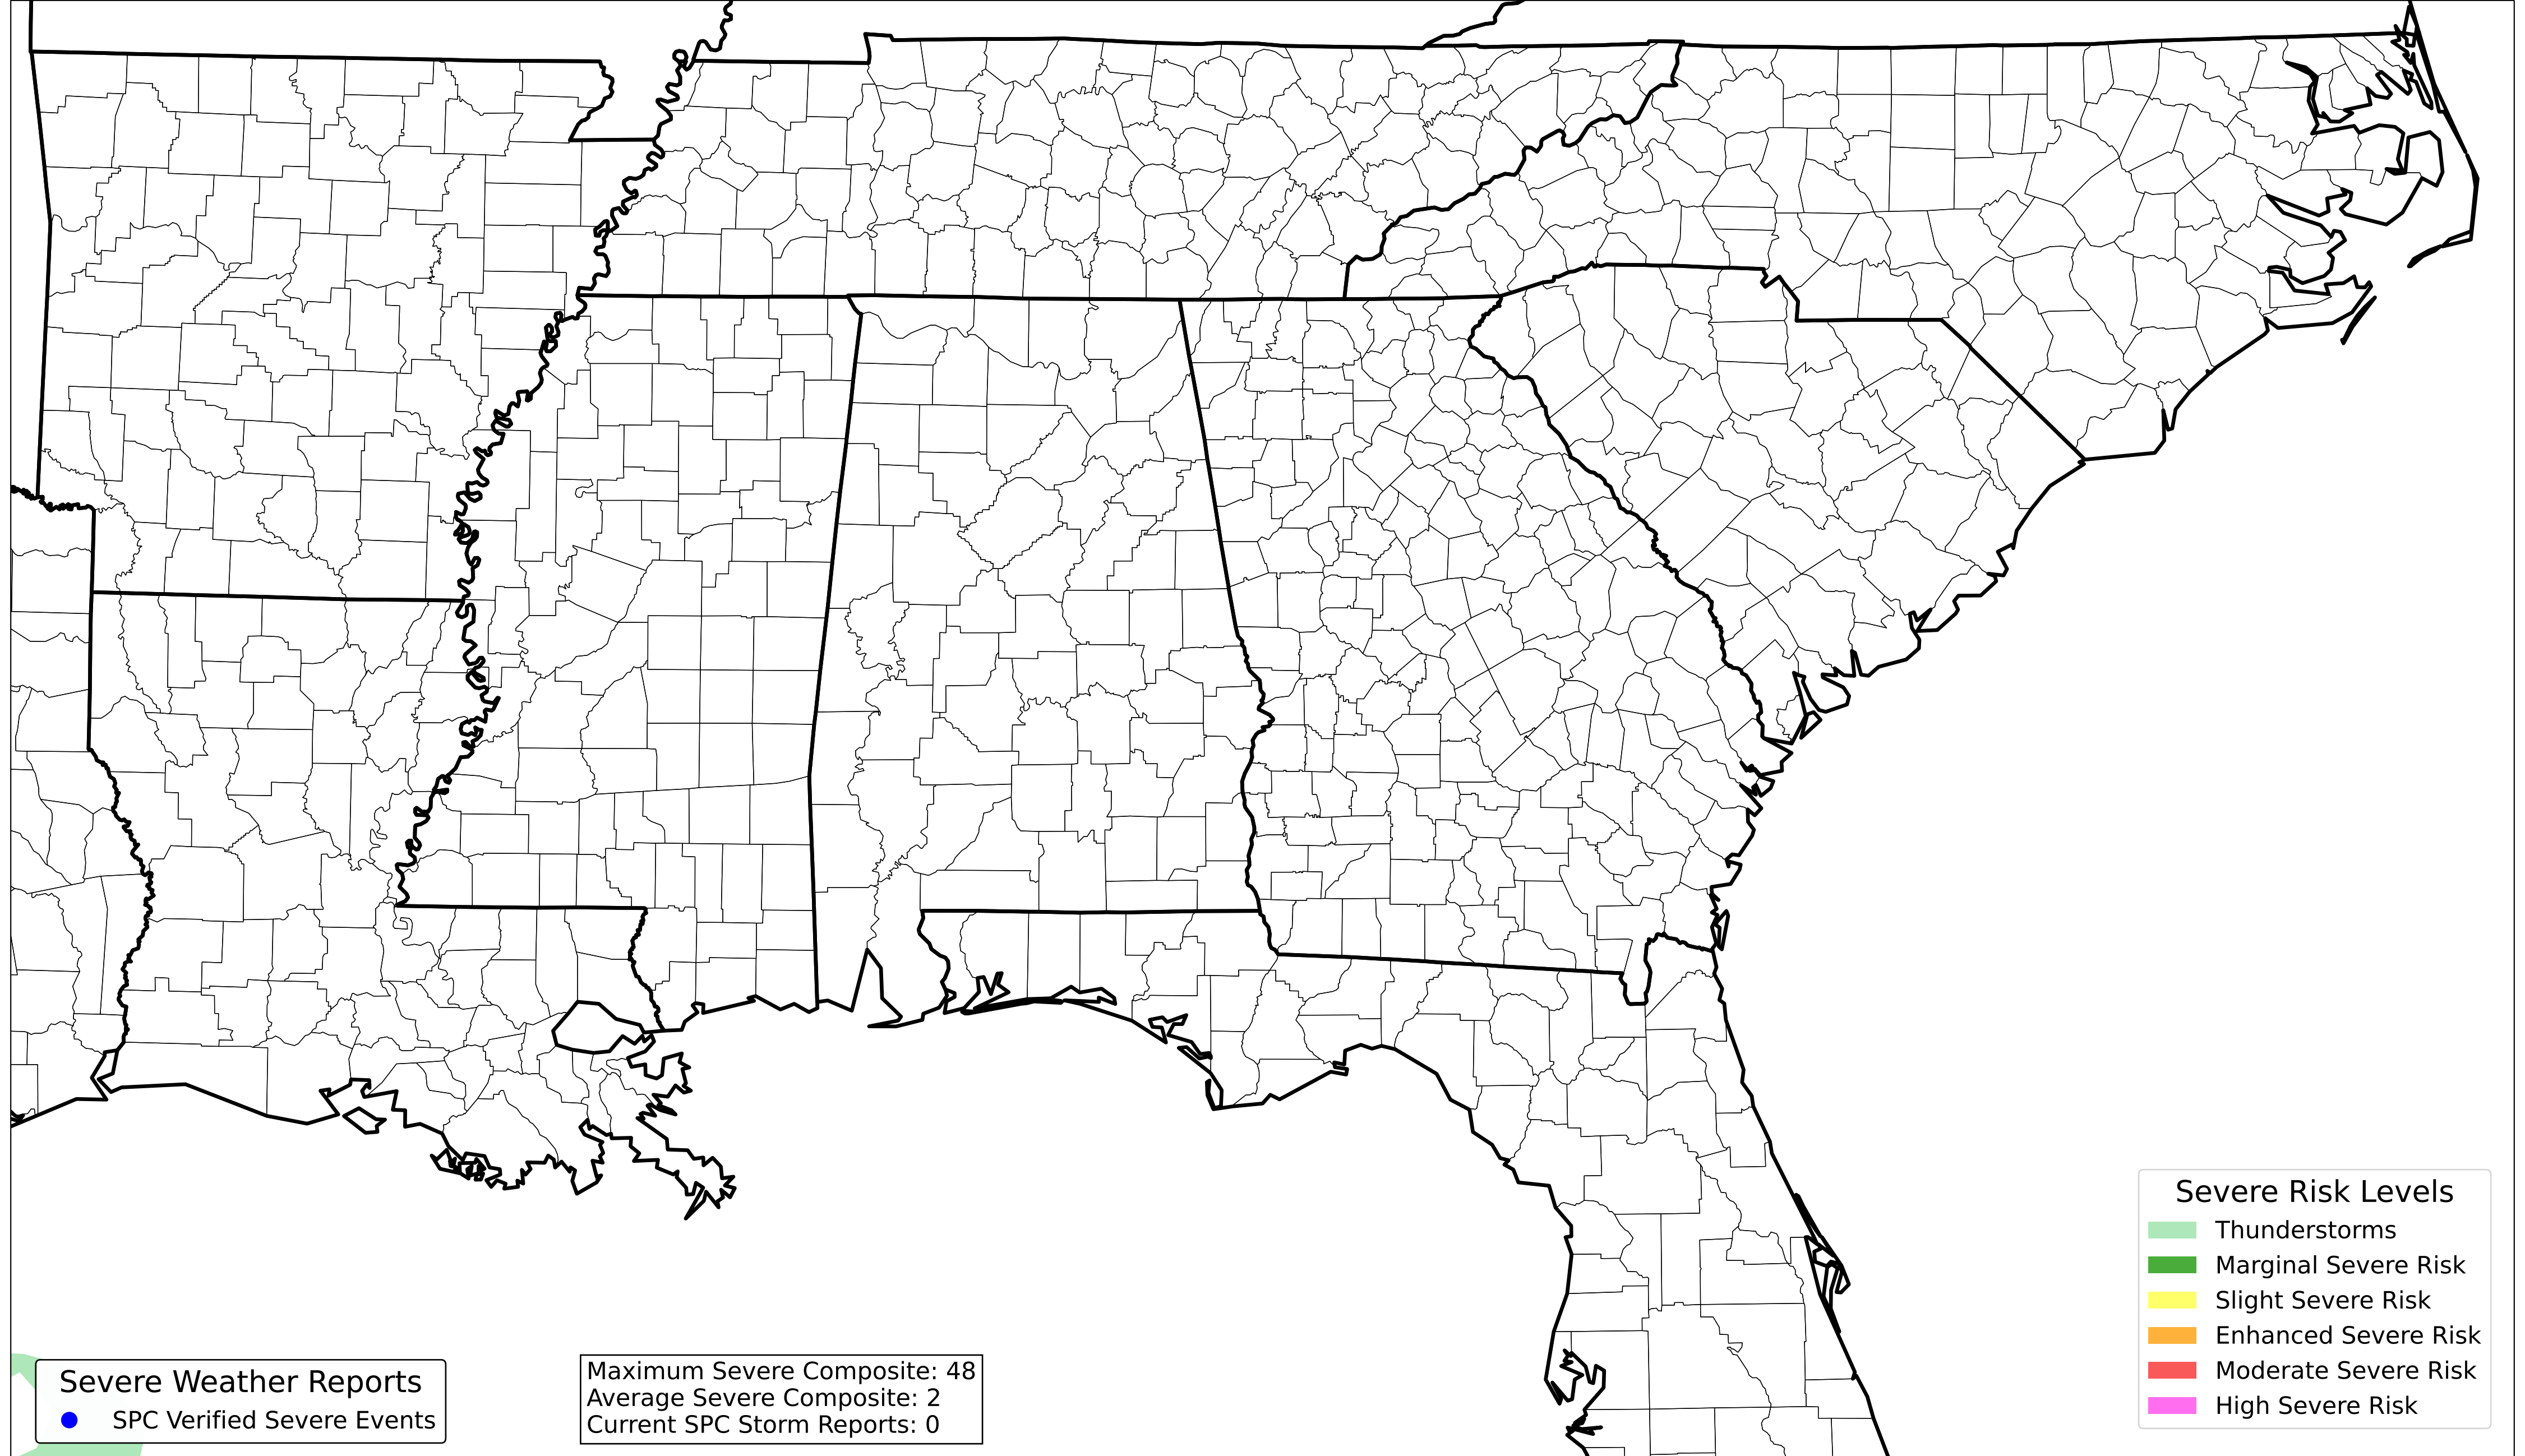 Severe Weather Reports
SPC Verified Severe Events
Maximum Severe Composite: 48
Average Severe Composite: 2
Current SPC Storm Reports: 0
Severe Risk Levels
Thunderstorms
Marginal Severe Risk
Slight Severe Risk
Enhanced Severe Risk
Moderate Severe Risk
High Severe Risk